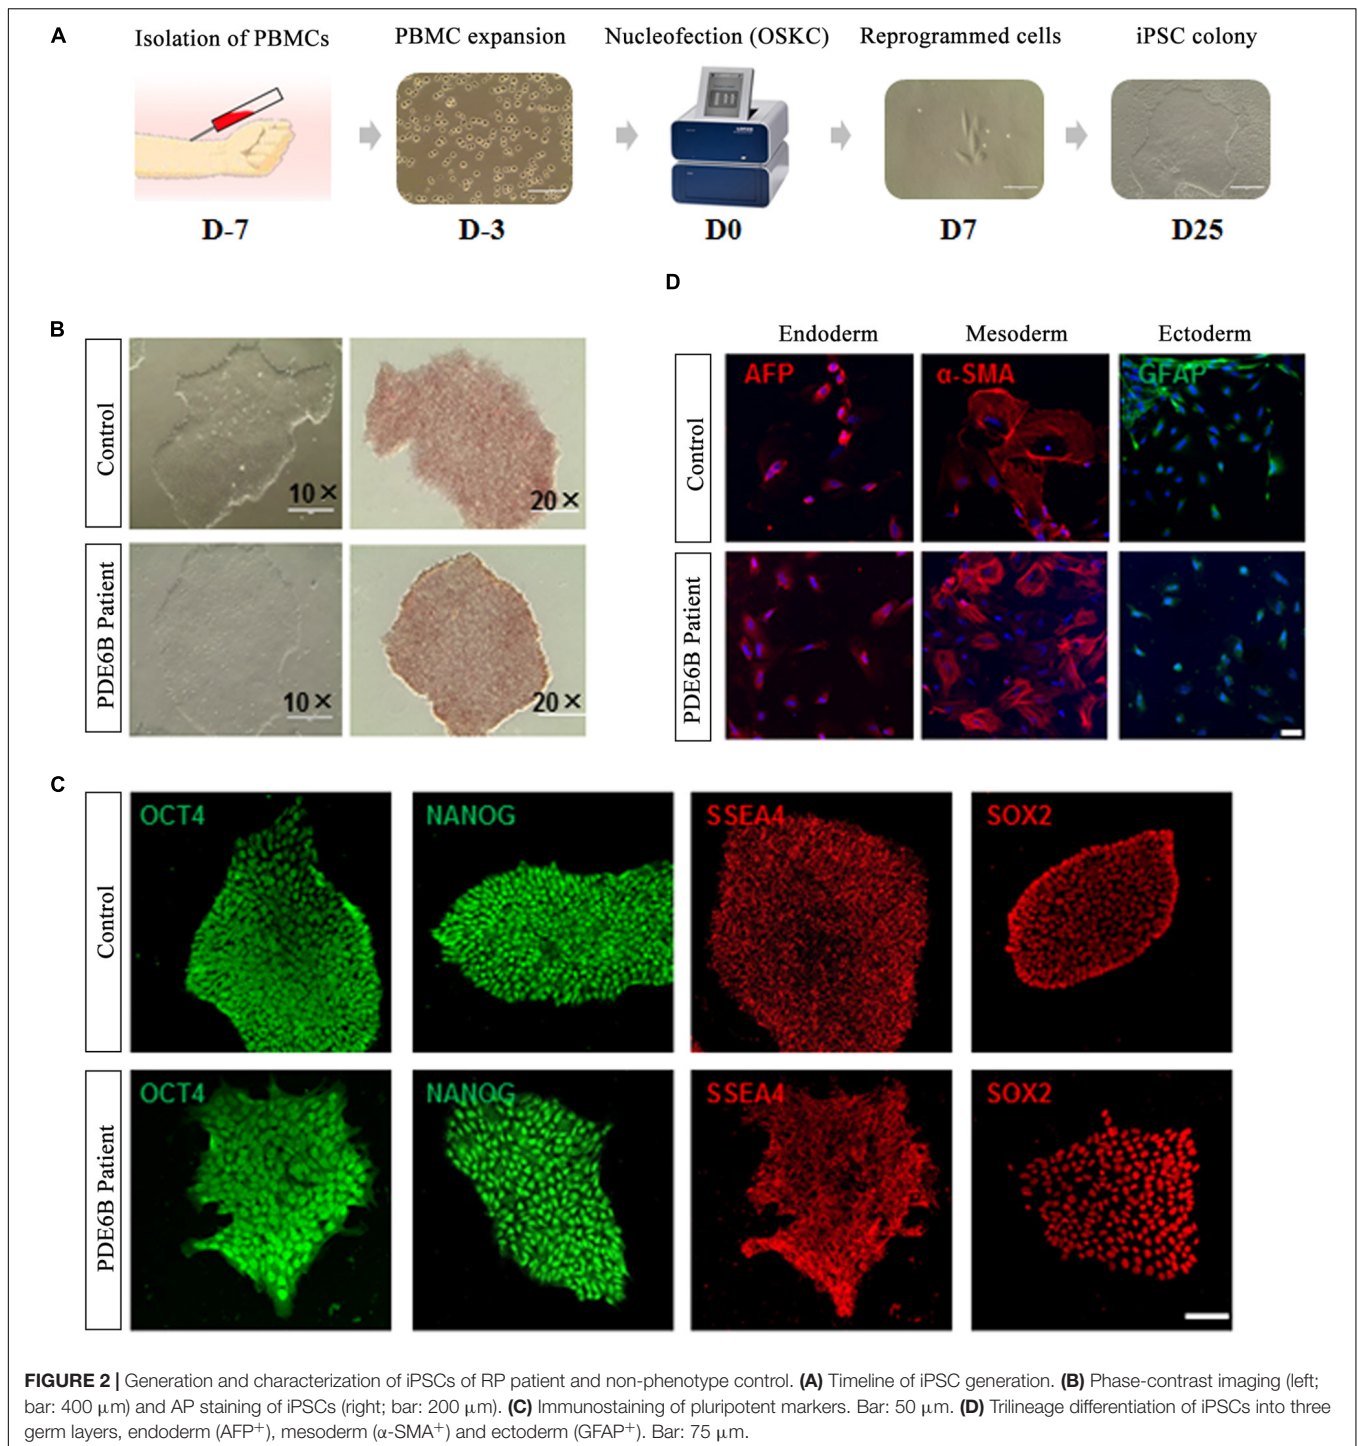 A
Isolation of PBMCs
PBMC expansion
Nucleofection (OSKC)
Reprogrammed cells
iPSC colony
D-7
D-3
D0
D7
D25
B
Control
10 ×
20 ×
PDE6B Patient
10 ×
20 ×
D
Endoderm
Mesoderm
Ectoderm
Control
AFP
α-SMA
GFAP
PDE6B Patient
C
Control
OCT4
NANOG
SSEA4
SOX2
PDE6B Patient
OCT4
NANOG
SSEA4
SOX2
FIGURE 2 | Generation and characterization of iPSCs of RP patient and non-phenotype control. (A) Timeline of iPSC generation. (B) Phase-contrast imaging (left;
bar: 400 μm) and AP staining of iPSCs (right; bar: 200 μm). (C) Immunostaining of pluripotent markers. Bar: 50 μm. (D) Trilineage differentiation of iPSCs into three
germ layers, endoderm (AFP+), mesoderm (α-SMA+) and ectoderm (GFAP+). Bar: 75 μm.